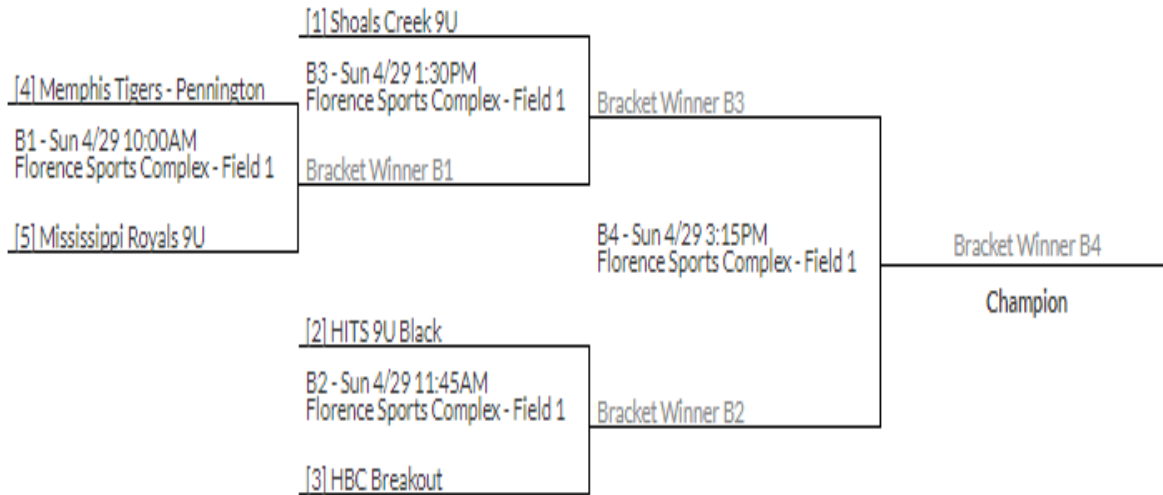 [1] Shoals Creek 9U
[4] Memphis Tigers - Pennington
B3 - Sun 4/29 1:30PM
Florence Sports Complex - Field 1
Bracket Winner B3
B1 - Sun 4/29 10:00AM
Florence Sports Complex - Field 1
Bracket Winner B1
[5] Mississippi Royals 9U
B4 - Sun 4/29 3:15PM
Florence Sports Complex - Field 1
Bracket Winner B4
Champion
[2] HITS 9U Black
B2 - Sun 4/29 11:45AM
Florence Sports Complex - Field 1
Bracket Winner B2
[3] HBC Breakout